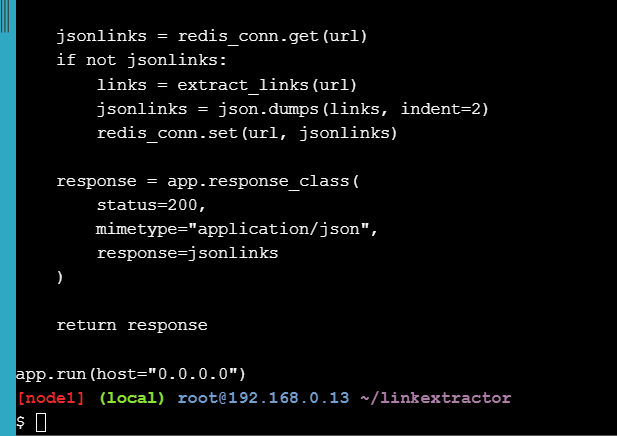 jsonlinks = redis_conn.get(url)
    if not jsonlinks:
        links = extract_links(url)
        jsonlinks = json.dumps(links, indent=2)
        redis_conn.set(url, jsonlinks)

    response = app.response_class(
        status=200,
        mimetype="application/json",
        response=jsonlinks
    )

    return response

app.run(host="0.0.0.0")
[node1] (local) root@192.168.0.13 ~/linkextractor
$